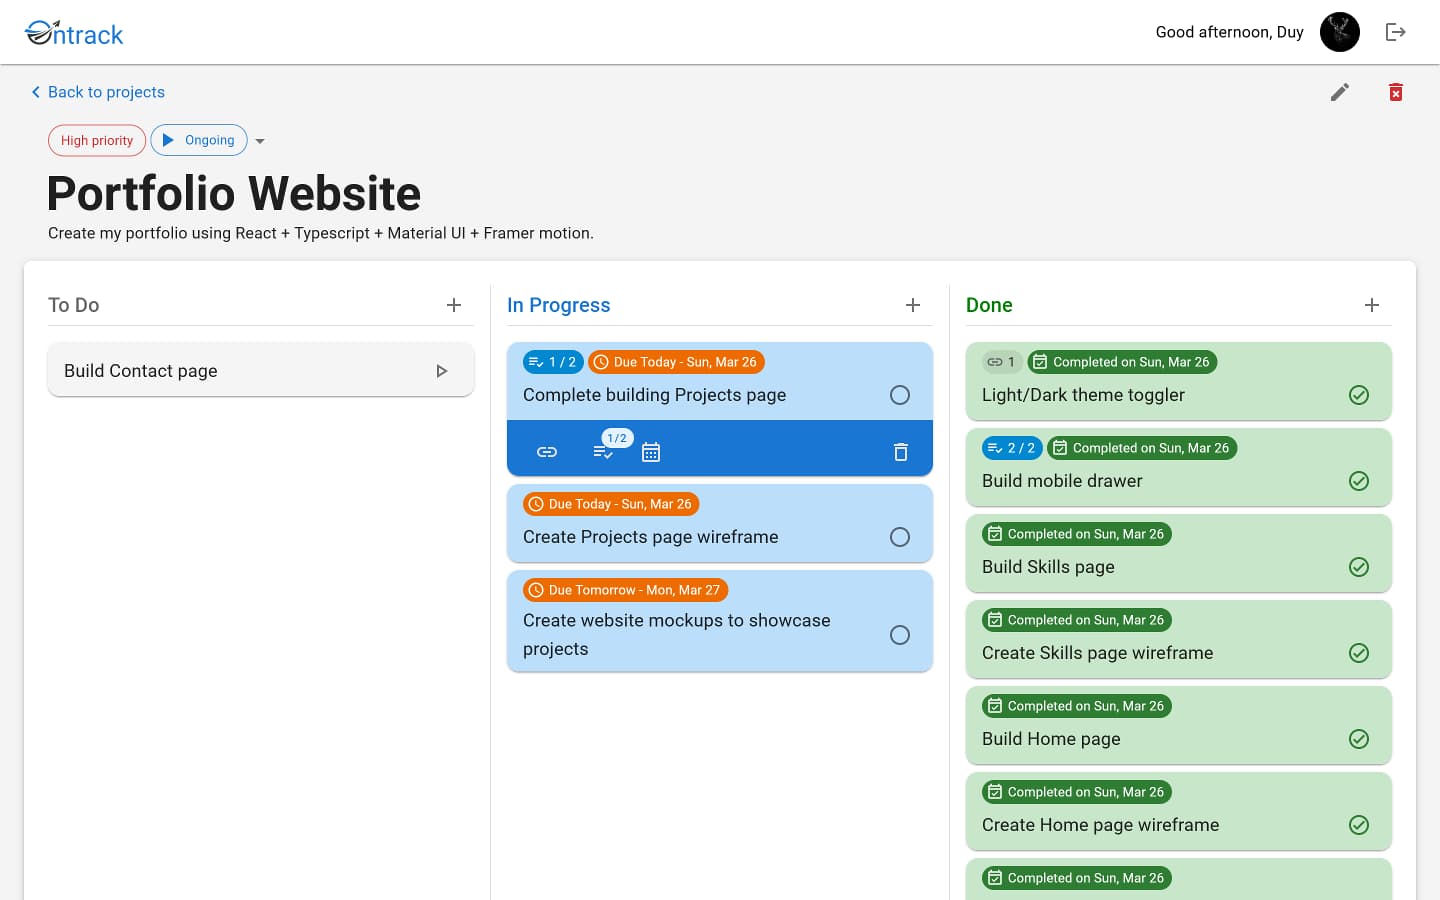 Ontrack
Good afternoon, Duy
Back to projects
High priority
Ongoing
Portfolio Website
Create my portfolio using React + Typescript + Material UI + Framer motion.
To Do
Build Contact page
In Progress
1 / 2
Due Today - Sun, Mar 26
Complete building Projects page
1/2
Due Today - Sun, Mar 26
Create Projects page wireframe
Due Tomorrow - Mon, Mar 27
Create website mockups to showcase
projects
Done
1
Completed on Sun, Mar 26
Light/Dark theme toggler
2 / 2
Completed on Sun, Mar 26
Build mobile drawer
Completed on Sun, Mar 26
Build Skills page
Completed on Sun, Mar 26
Create Skills page wireframe
Completed on Sun, Mar 26
Build Home page
Completed on Sun, Mar 26
Create Home page wireframe
Completed on Sun, Mar 26